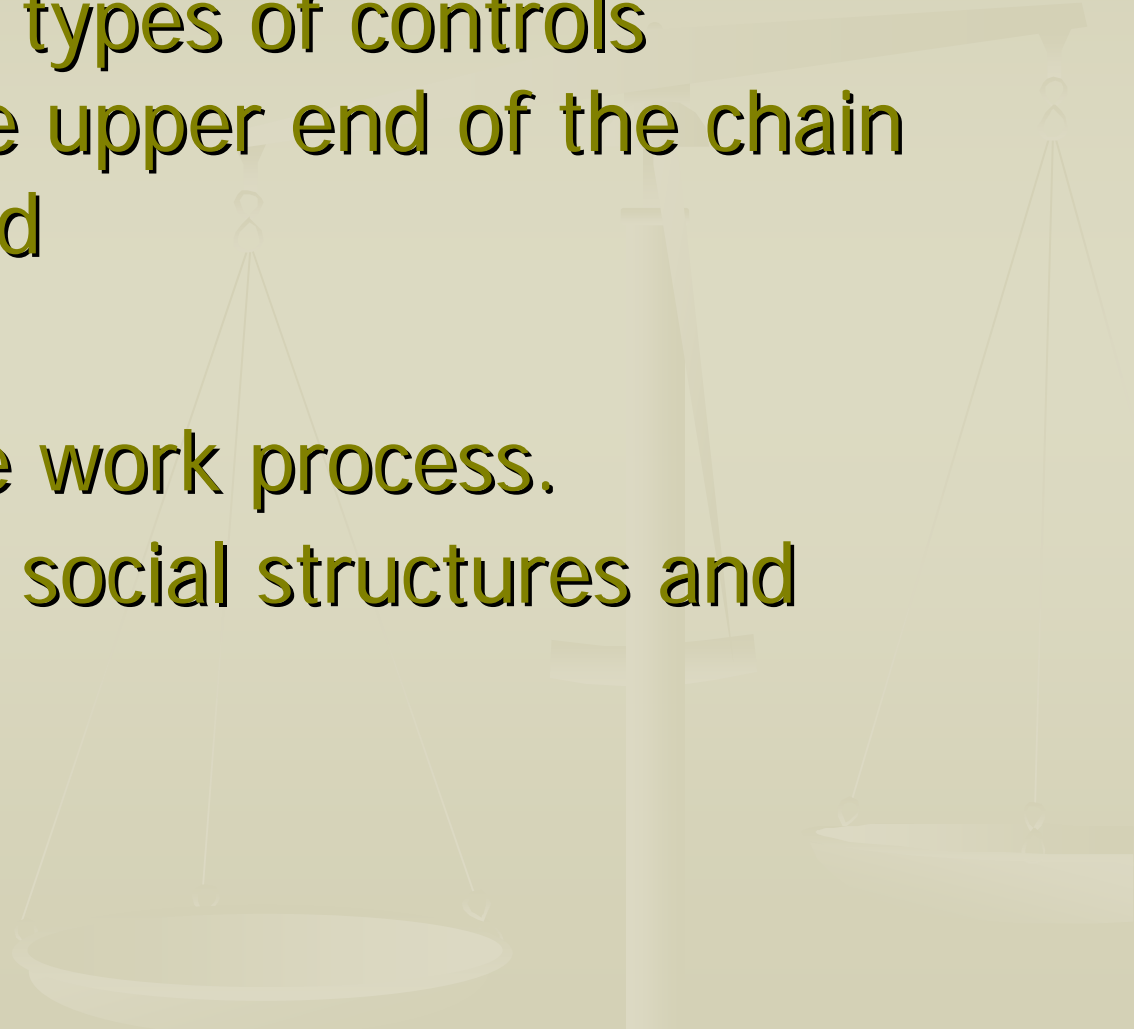 types of controls
e upper end of the chain
d
e work process.
social structures and